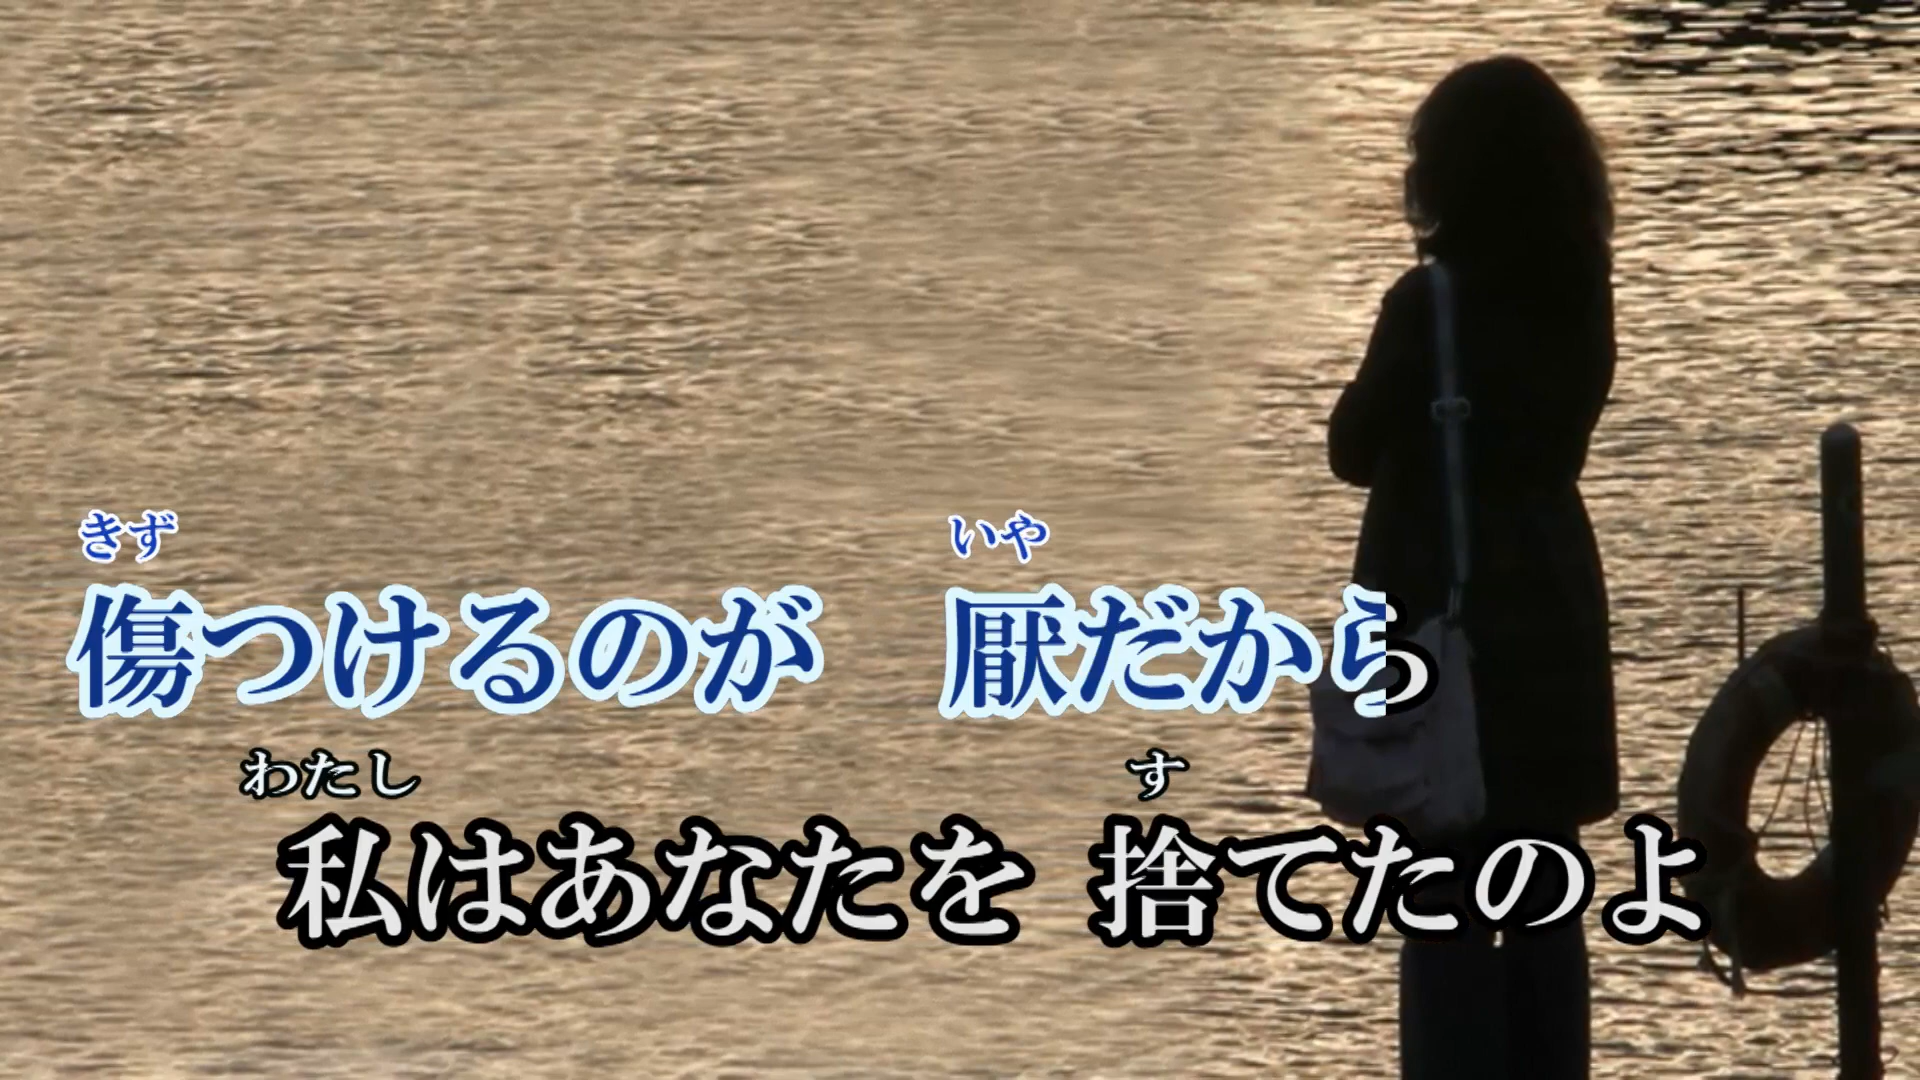 きず いや
傷つけるのが 厭だから
わたし す
私はあなたを 捨てたのよ